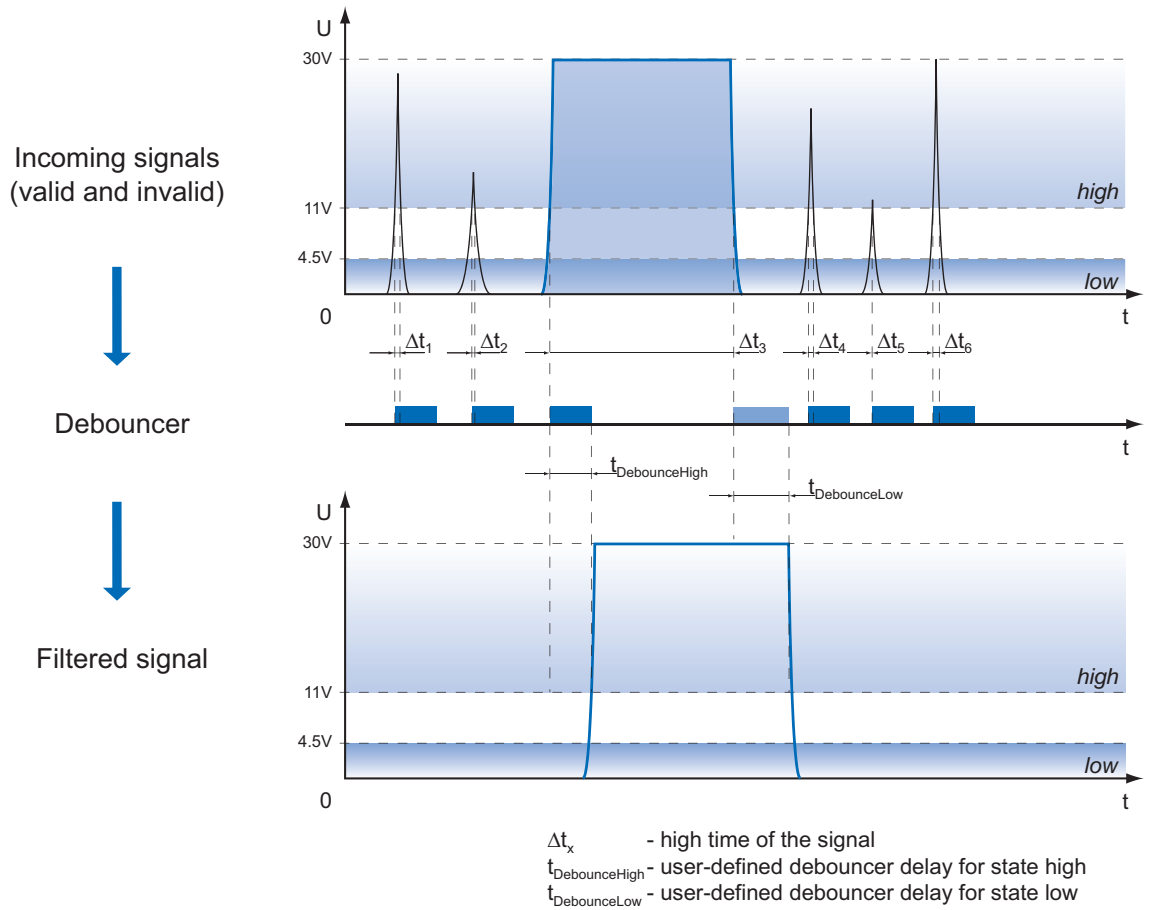 U
30V
Incoming signals
(valid and invalid)
high
11V
4.5V
low
0
t
Δt1
Δt2
Δt3
Δt4
Δt5
Δt6
Debouncer
t
tDebounceHigh
tDebounceLow
U
30V
Filtered signal
high
11V
4.5V
low
0
t
Δtx - high time of the signal
tDebounceHigh - user-defined debouncer delay for state high
tDebounceLow - user-defined debouncer delay for state low